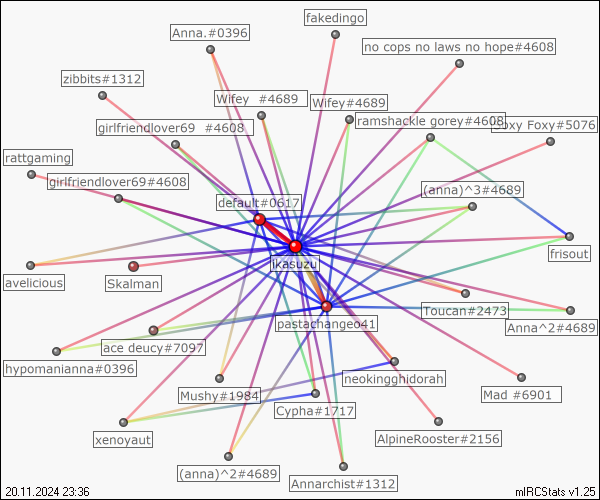 fakedingo
Anna.#0396
no cops no laws no hope#4608
zibbits#1312
Wifey  #4689
Wifey#4689
girlfriendlover69  #4608
ramshackle gorey#4608
Foxy Foxy#5076
rattgaming
girlfriendlover69#4608
(anna)^3#4689
default#0617
frisout
ikasuzu
avelicious
Skalman
Toucan#2473
pastachangeo41
Anna^2#4689
ace deucy#7097
hypomanianna#0396
neokingghidorah
Mushy#1984
Mad #6901
Cypha#1717
xenoyaut
AlpineRooster#2156
(anna)^2#4689
Annarchist#1312
20.11.2024 23:36
mIRCStats v1.25